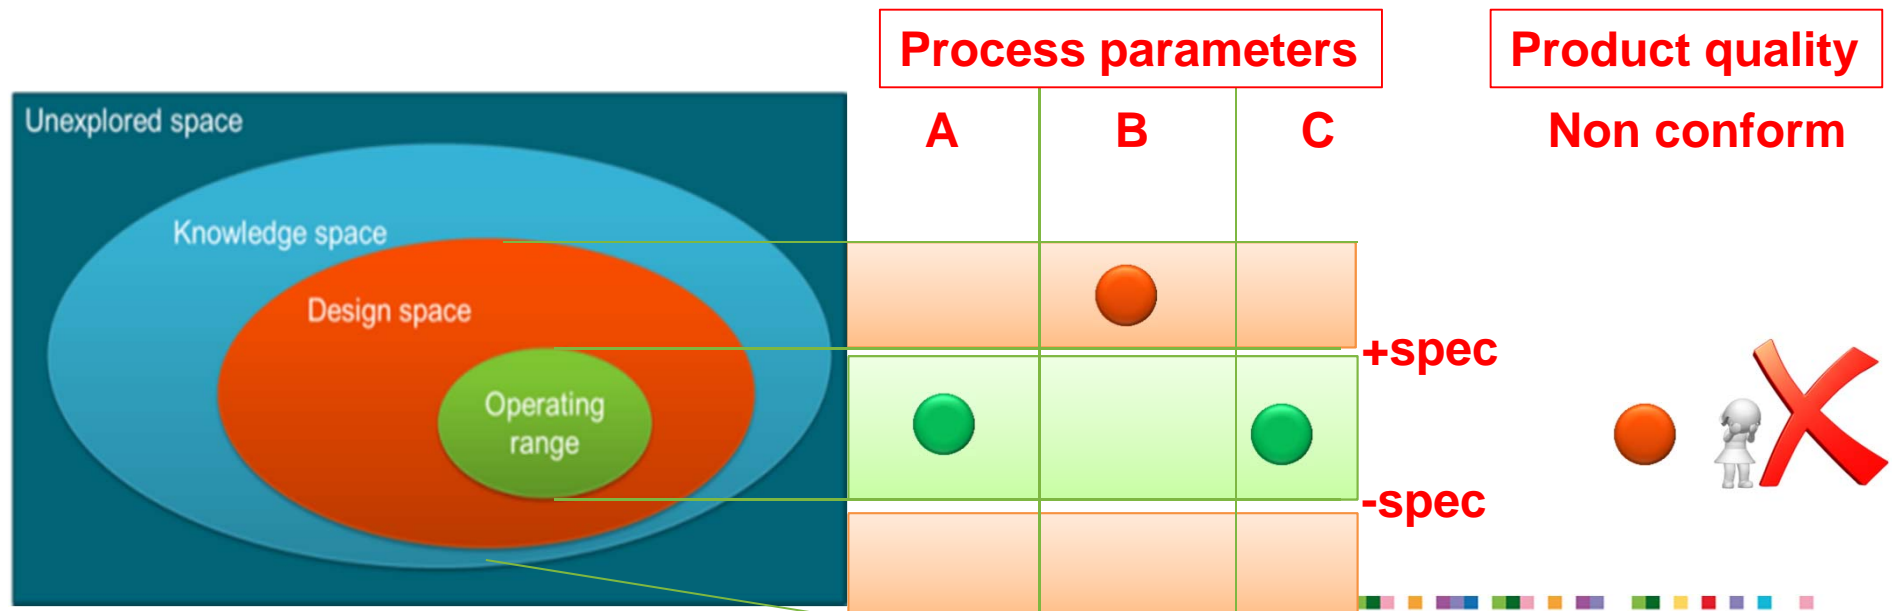 Process parameters
Product quality
Unexplored space
A
B
C
Non conform
Knowledge space
Design space
+spec
Operating
range
-spec